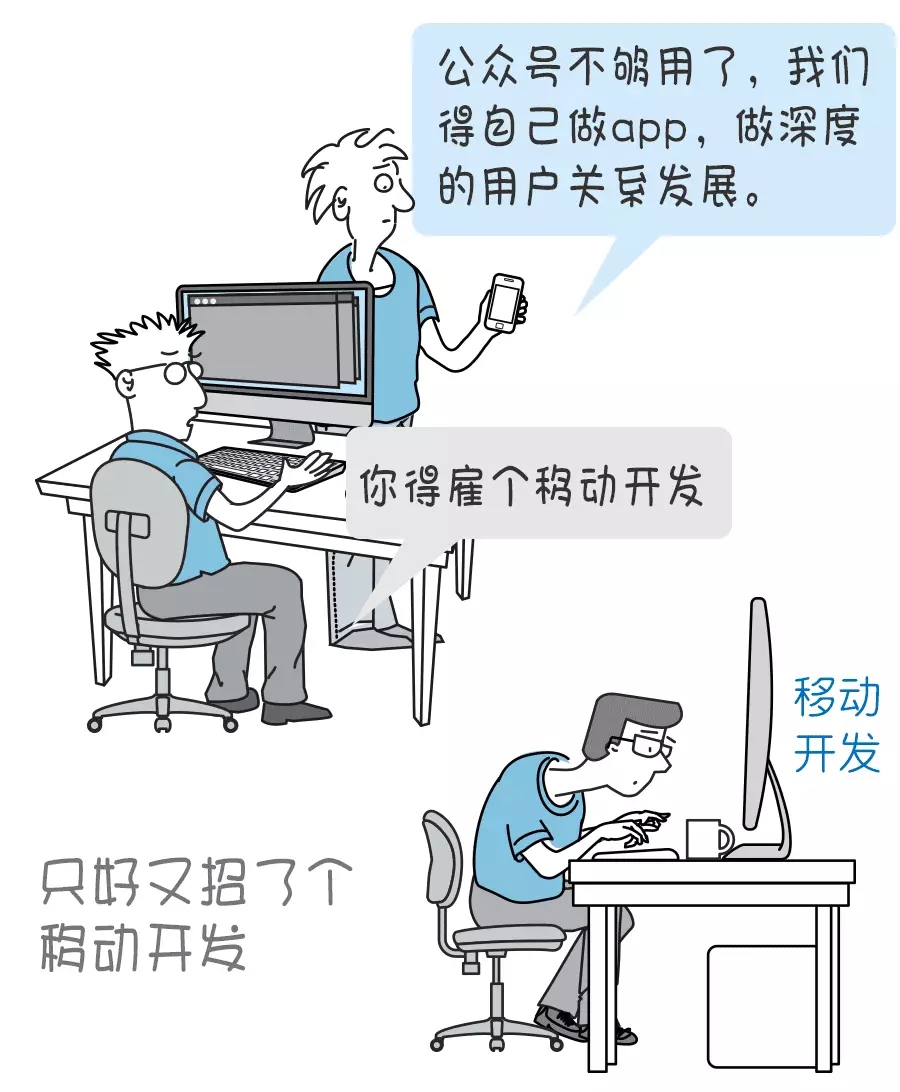 公众号不够用了，我们
得自己做app，做深度
的用户关系发展。
你得雇个移动开发
移动
开发
只好又招了个
移动开发